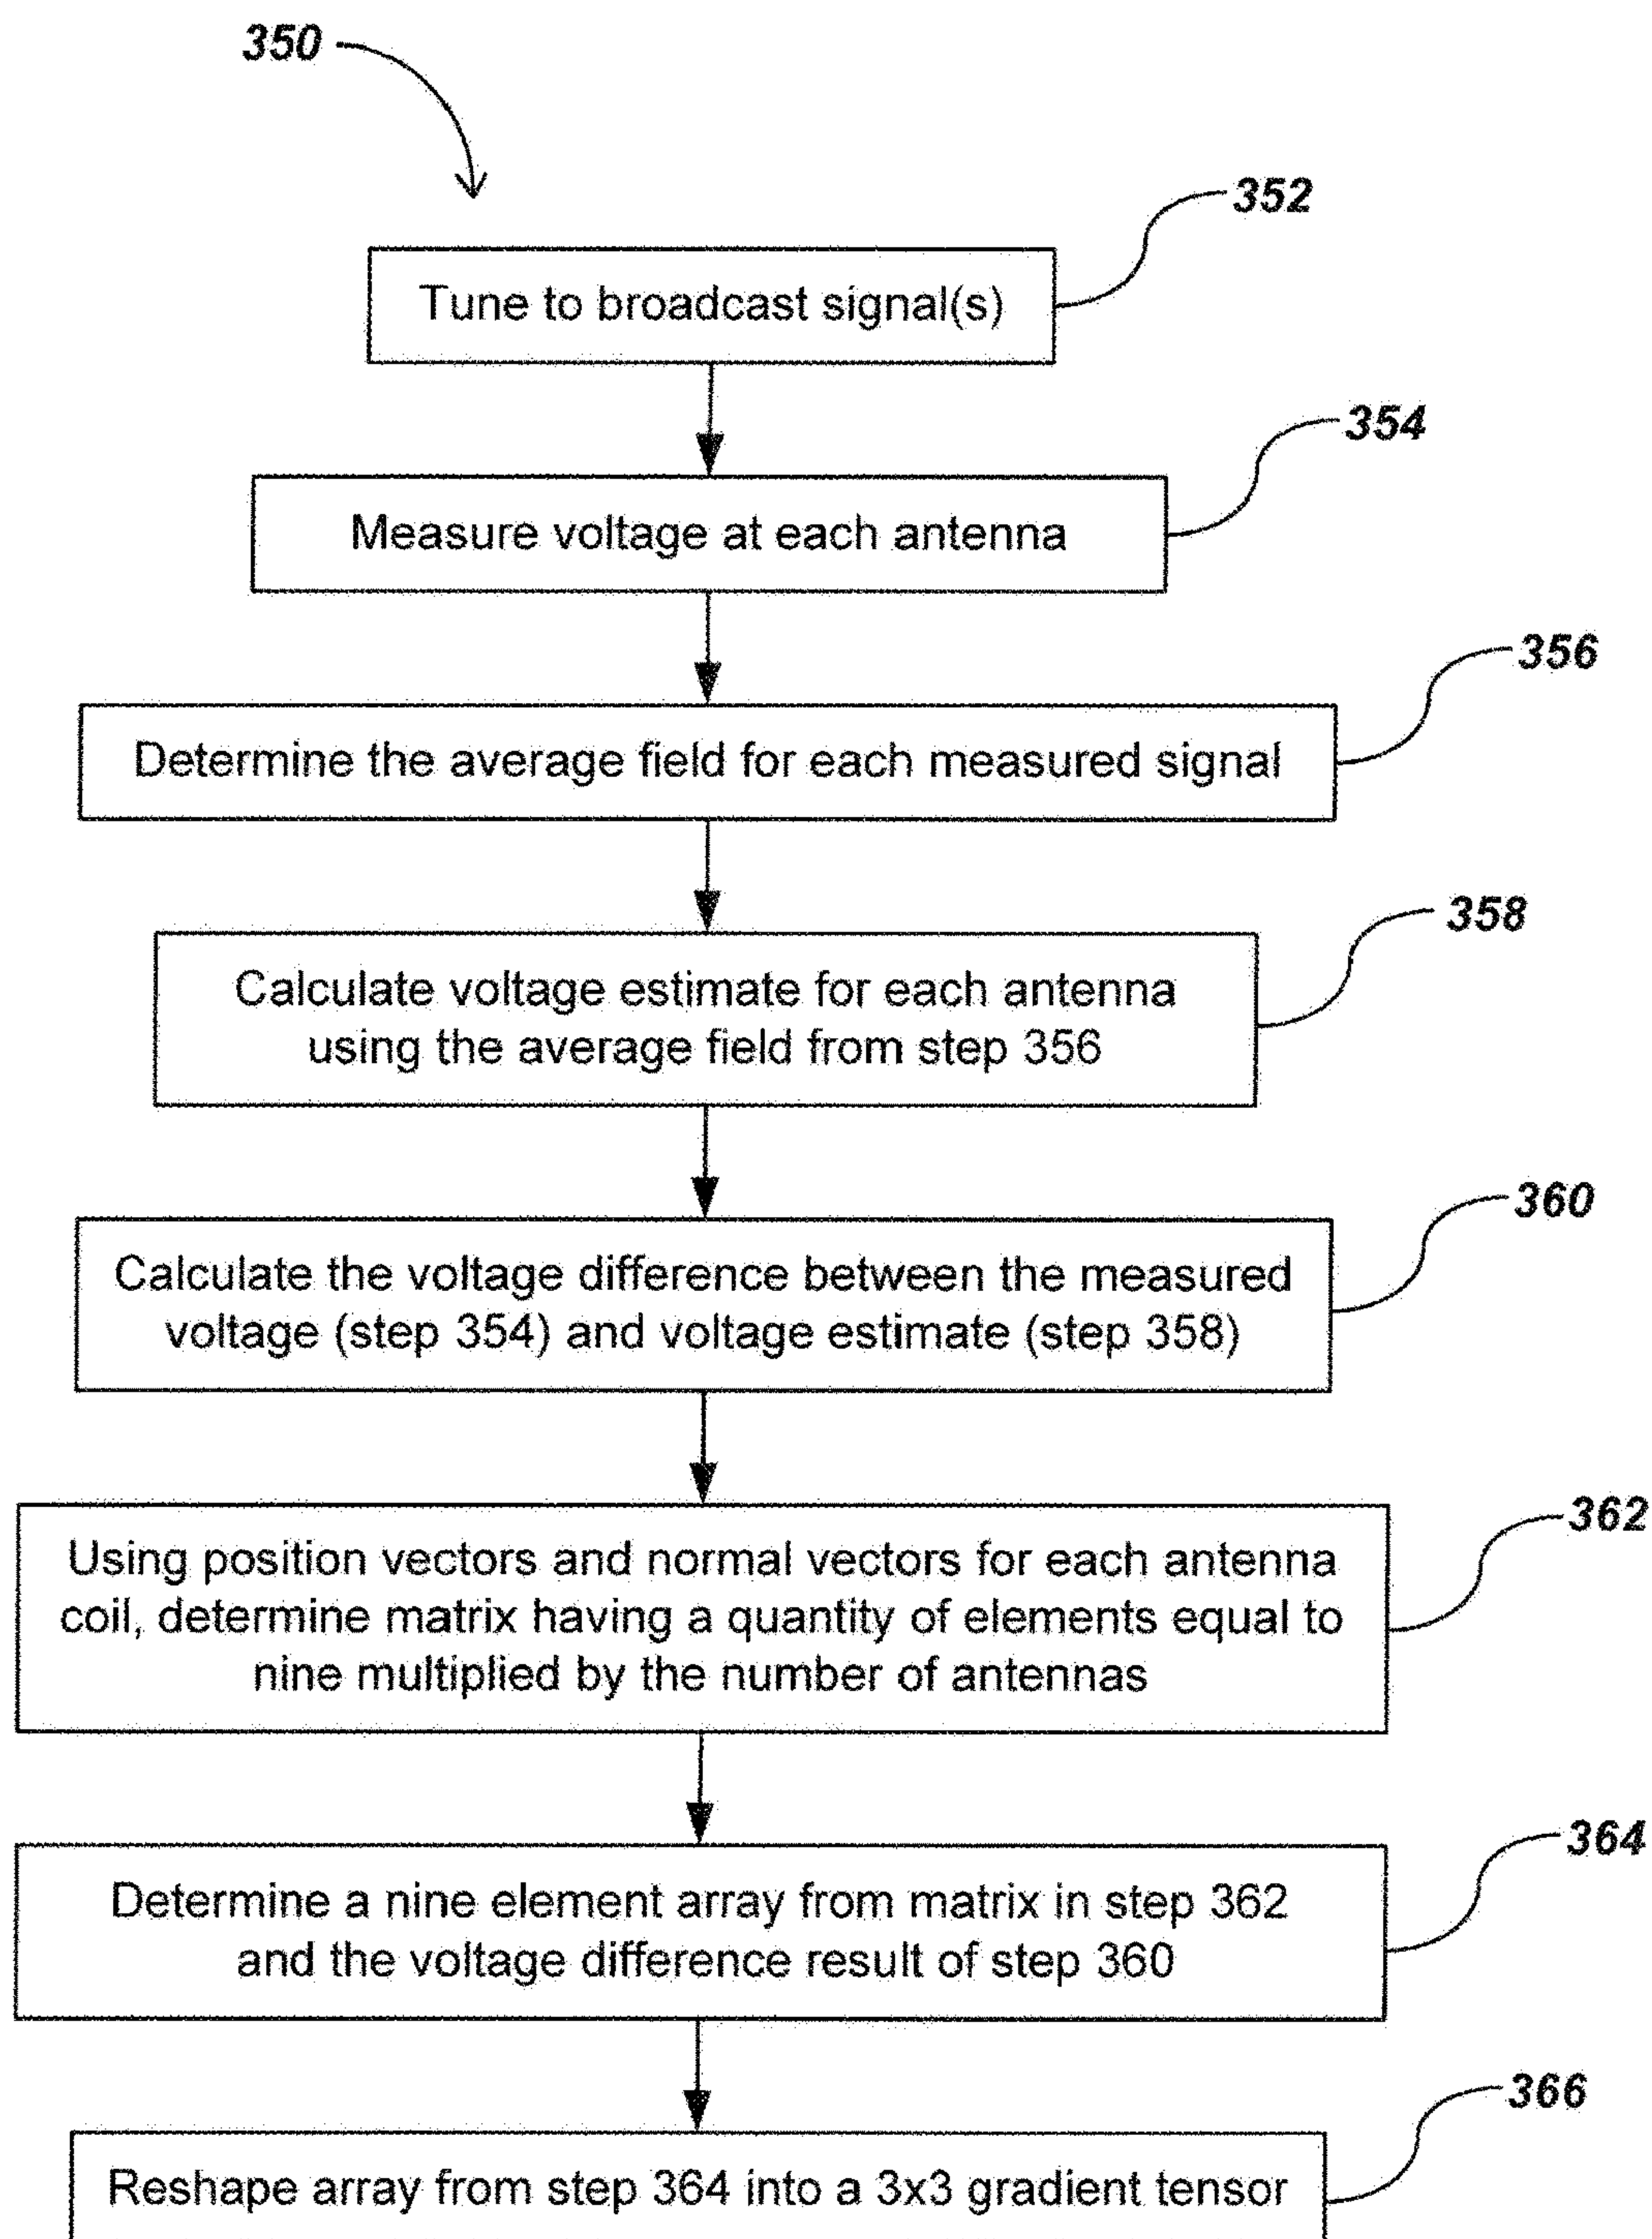 350
352
Tune to broadcast signal(s)
354
Measure voltage at each antenna
356
Determine the average field for each measured signal
358
Calculate voltage estimate for each antenna
using the average field from step 356
360
Calculate the voltage difference between the measured
voltage (step 354) and voltage estimate (step 358)
362
Using position vectors and normal vectors for each antenna
coil, determine matrix having a quantity of elements equal to
nine multiplied by the number of antennas
364
Determine a nine element array from matrix in step 362
and the voltage difference result of step 360
366
Reshape array from step 364 into a 3x3 gradient tensor